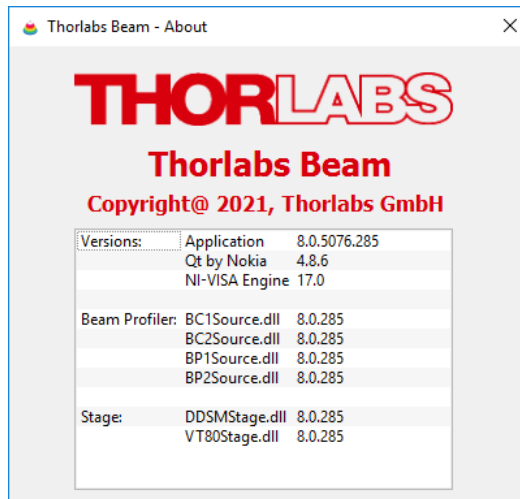 Thorlabs Beam - About
THORLABS
Thorlabs Beam
Copyright@ 2021, Thorlabs GmbH
Versions: Application 8.0.5076.285
Qt by Nokia 4.8.6
NI-VISA Engine 17.0
Beam Profiler: BC1Source.dll 8.0.285
BC2Source.dll 8.0.285
BP1Source.dll 8.0.285
BP2Source.dll 8.0.285
Stage: DDSMStage.dll 8.0.285
VT80Stage.dll 8.0.285